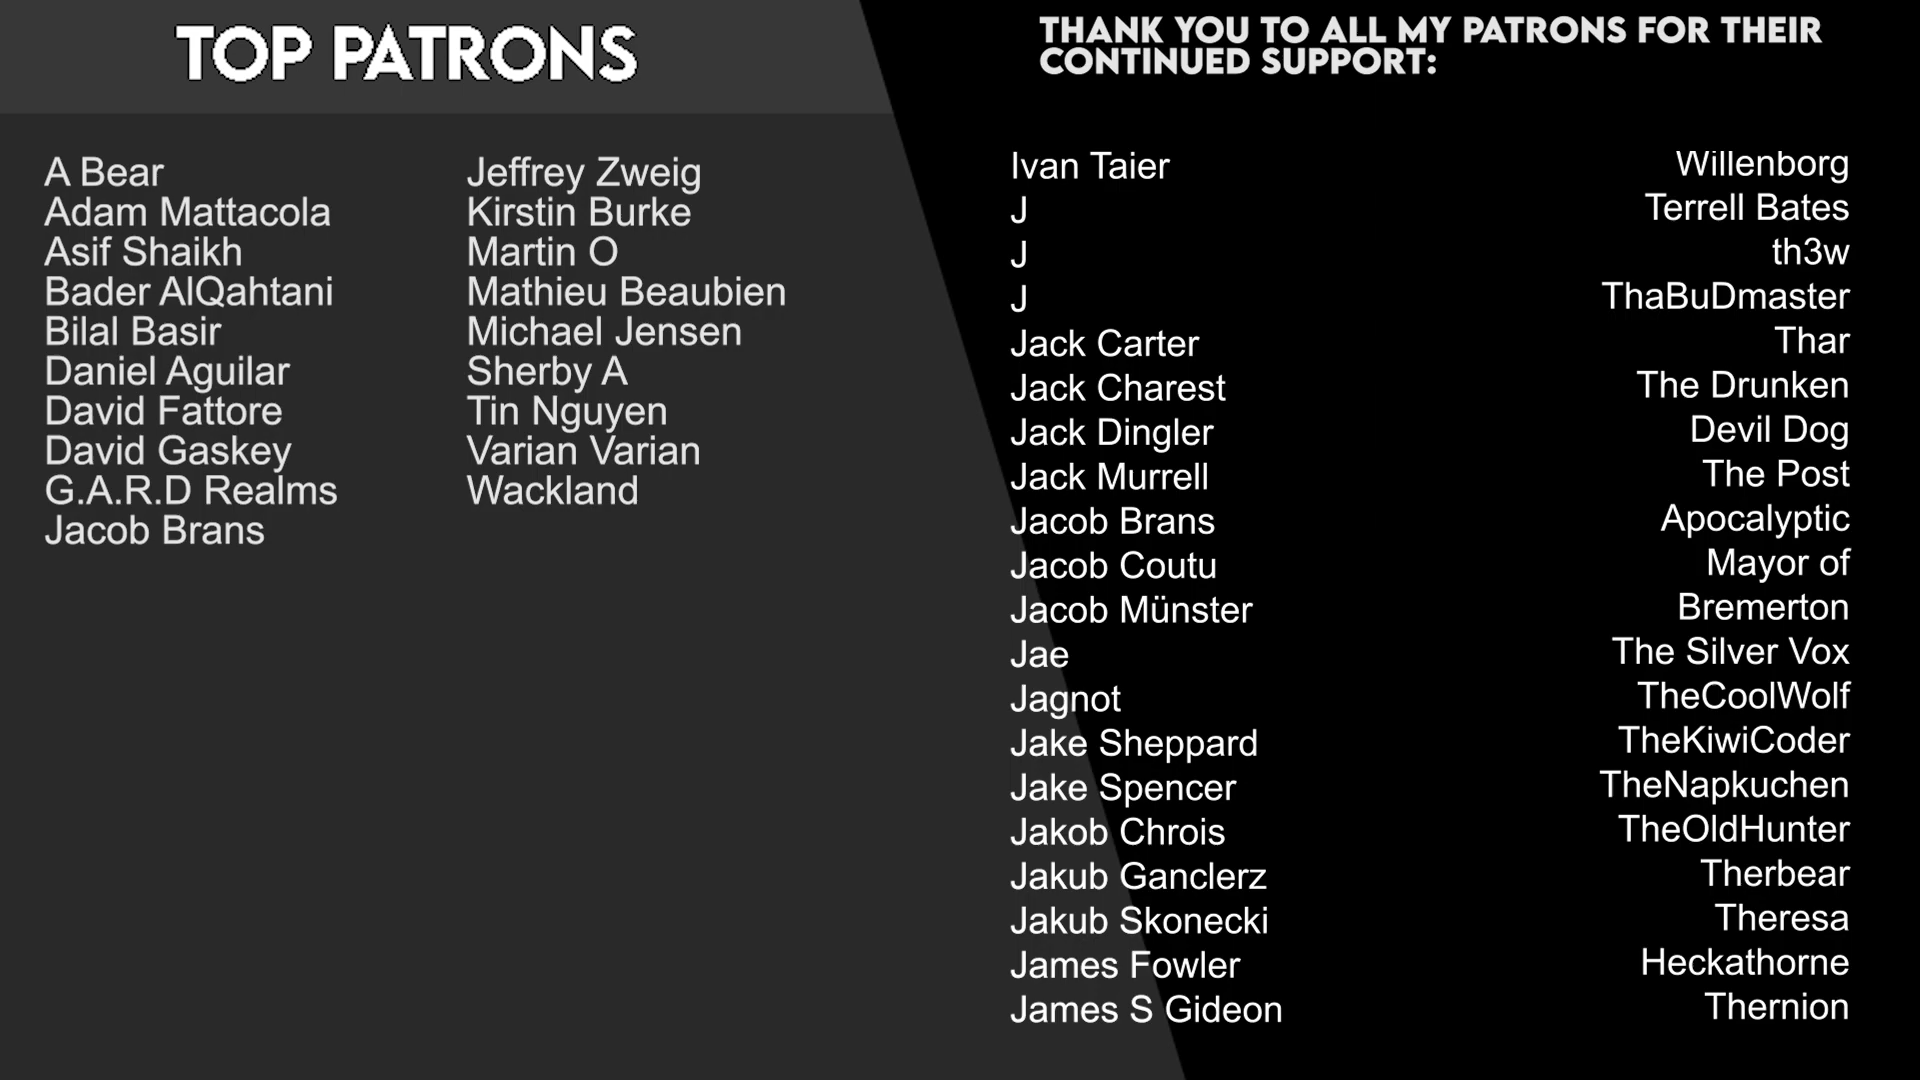 TOP PATRONS
A Bear
Adam Mattacola
Asif Shaikh
Bader AlQahtani
Bilal Basir
Daniel Aguilar
David Fattore
David Gaskey
G.A.R.D Realms
Jacob Brans
Jeffrey Zweig
Kirstin Burke
Martin O
Mathieu Beaubien
Michael Jensen
Sherby A
Tin Nguyen
Varian Varian
Wackland
THANK YOU TO ALL MY PATRONS FOR THEIR
CONTINUED SUPPORT:
Ivan Taier
J
J
J
Jack Carter
Jack Charest
Jack Dingler
Jack Murrell
Jacob Brans
Jacob Coutu
Jacob Münster
Jae
Jagnot
Jake Sheppard
Jake Spencer
Jakob Chrois
Jakub Ganclerz
Jakub Skonecki
James Fowler
James S Gideon
Willenborg
Terrell Bates
th3w
ThaBuDmaster
Thar
The Drunken
Devil Dog
The Post
Apocalyptic
Mayor of
Bremerton
The Silver Vox
TheCoolWolf
TheKiwiCoder
TheNapkuchen
TheOldHunter
Therbear
Theresa
Heckathorne
Thernion